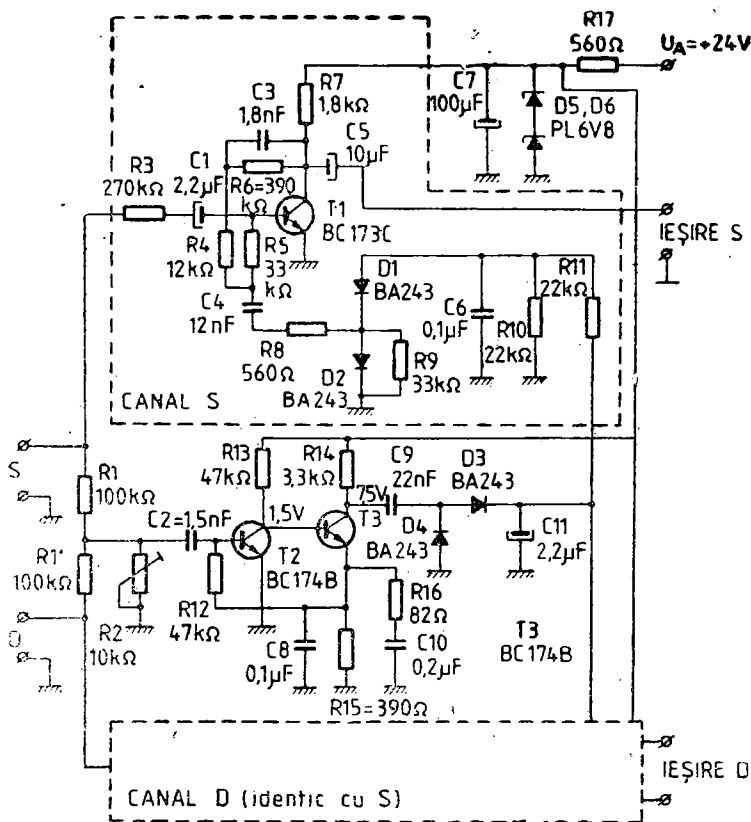 R17
560Ω
U_A=+24V
R7
1,8kΩ
C3
1,8nF
C7
100µF
D5,D6
PL6V8
C5
10µF
R3
270kΩ
C1
2,2µF
R6=390
kΩ
T1
BC173C
R4
12kΩ
R5
33
kΩ
IEȘIRE S
D1
BA243
R11
22kΩ
C4
12nF
C6
0,1µF
R10
22kΩ
R8
560Ω
R9
33kΩ
D2
BA243
CANAL S
R13
47kΩ
R14
3,3kΩ
C9
22nF
D3
BA243
S
R1
100kΩ
7,5V
C2=1,5nF
1,5V
T3
D4
BA243
C11
2,2µF
R1'
100kΩ
T2
BC174B
R12
47kΩ
R16
82Ω
R2
10kΩ
D
C8
0,1µF
C10
0,2µF
T3
BC174B
R15=390Ω
IEȘIRE D
CANAL D (identic cu S)